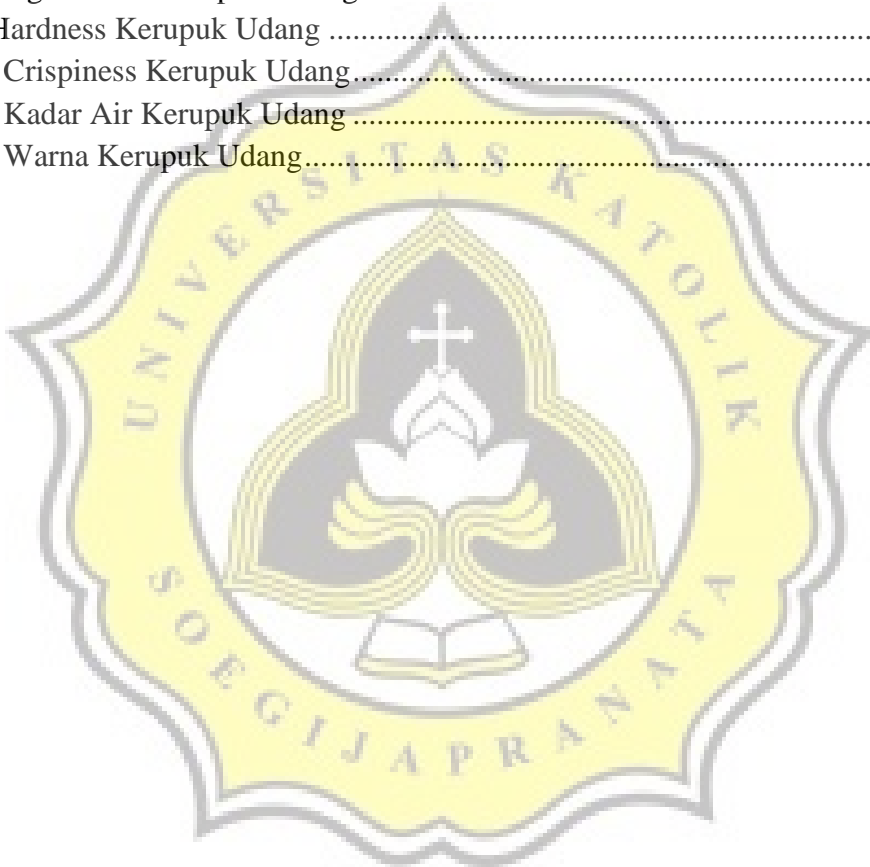 Hardness Kerupuk Udang ....................................................................
Crispiness Kerupuk Udang.................................................................
Kadar Air Kerupuk Udang .................................................................
Warna Kerupuk Udang.......................................................................
UNIVERSITAS KATOLIK
SOEGIJAPRANATA